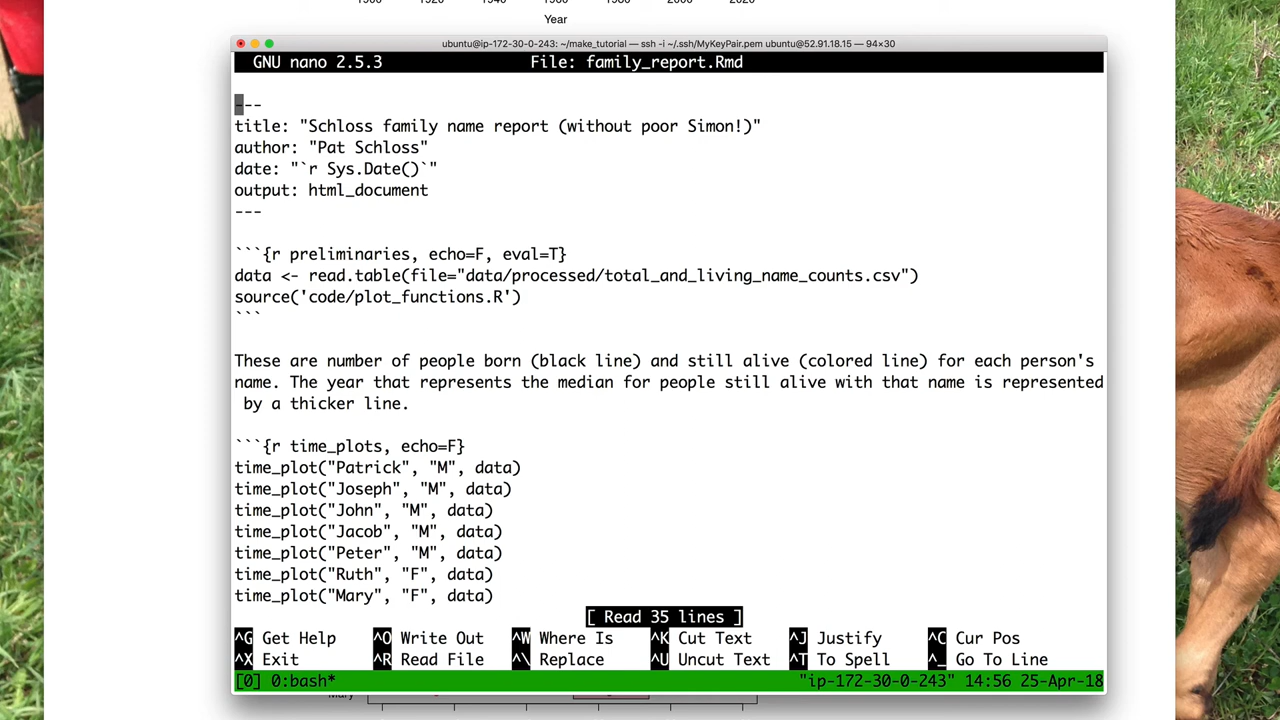 1900 1920 1940 1960 1980 2000 2020
Year
ubuntu@ip-172-30-0-243: ~/make_tutorial — ssh -i ~/.ssh/MyKeyPair.pem ubuntu@52.91.18.15 — 94×30
GNU nano 2.5.3 File: family_report.Rmd
---
title: "Schloss family name report (without poor Simon!)"
author: "Pat Schloss"
date: "`r Sys.Date()`"
output: html_document
---
```{r preliminaries, echo=F, eval=T}
data <- read.table(file="data/processed/total_and_living_name_counts.csv")
source('code/plot_functions.R')
```
These are number of people born (black line) and still alive (colored line) for each person's
name. The year that represents the median for people still alive with that name is represented
by a thicker line.
```{r time_plots, echo=F}
time_plot("Patrick", "M", data)
time_plot("Joseph", "M", data)
time_plot("John", "M", data)
time_plot("Jacob", "M", data)
time_plot("Peter", "M", data)
time_plot("Ruth", "F", data)
time_plot("Mary", "F", data)
[ Read 35 lines ]
^G Get Help ^O Write Out ^W Where Is ^K Cut Text ^J Justify ^C Cur Pos
^X Exit ^R Read File ^\ Replace ^U Uncut Text ^T To Spell ^_ Go To Line
[0] 0:bash* "ip-172-30-0-243" 14:56 25-Apr-18
Mary